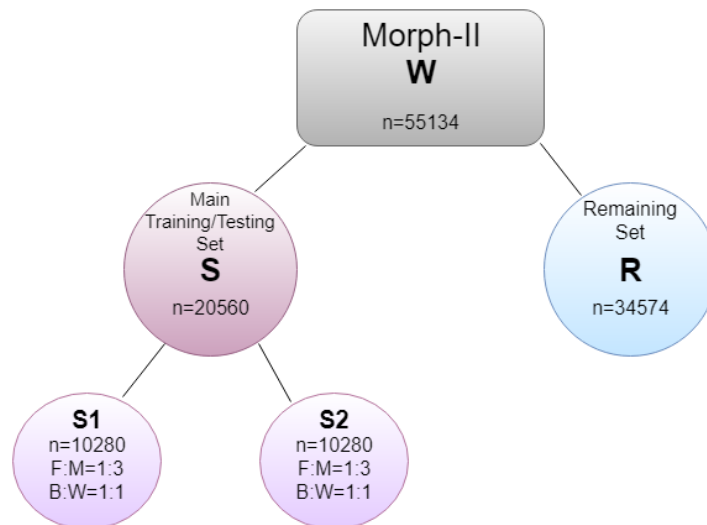 Morph-II
W
n=55134
Main
Training/Testing
Set
S
n=20560
Remaining
Set
R
n=34574
S1
n=10280
F:M=1:3
B:W=1:1
S2
n=10280
F:M=1:3
B:W=1:1